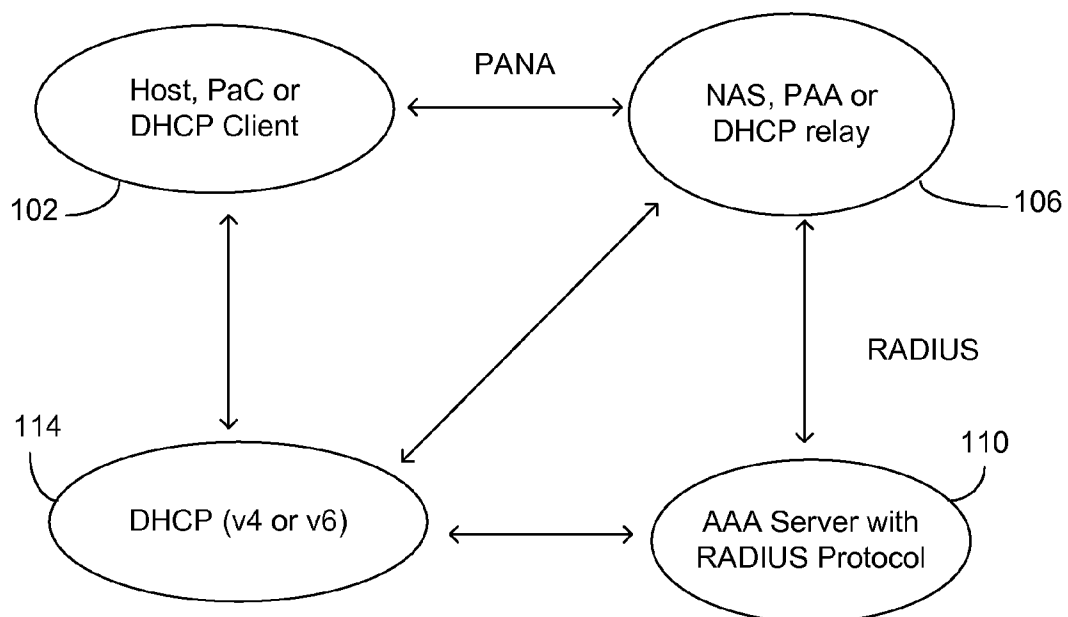 Host, PaC or
DHCP Client
PANA
NAS, PAA or
DHCP relay
102
106
RADIUS
114
DHCP (v4 or v6)
110
AAA Server with
RADIUS Protocol